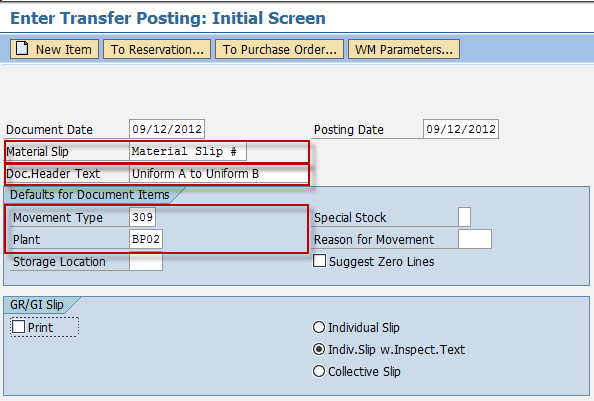 Enter Transfer Posting: Initial Screen
New Item To Reservation... To Purchase Order... WM Parameters...
Document Date 09/12/2012 Posting Date 09/12/2012
Material Slip Material Slip #
Doc.Header Text Uniform A to Uniform B
Defaults for Document Items
Movement Type 309 Special Stock
Plant BP02 Reason for Movement
Storage Location Suggest Zero Lines
GR/GI Slip
Print Individual Slip
Indiv.Slip w.Inspect.Text
Collective Slip